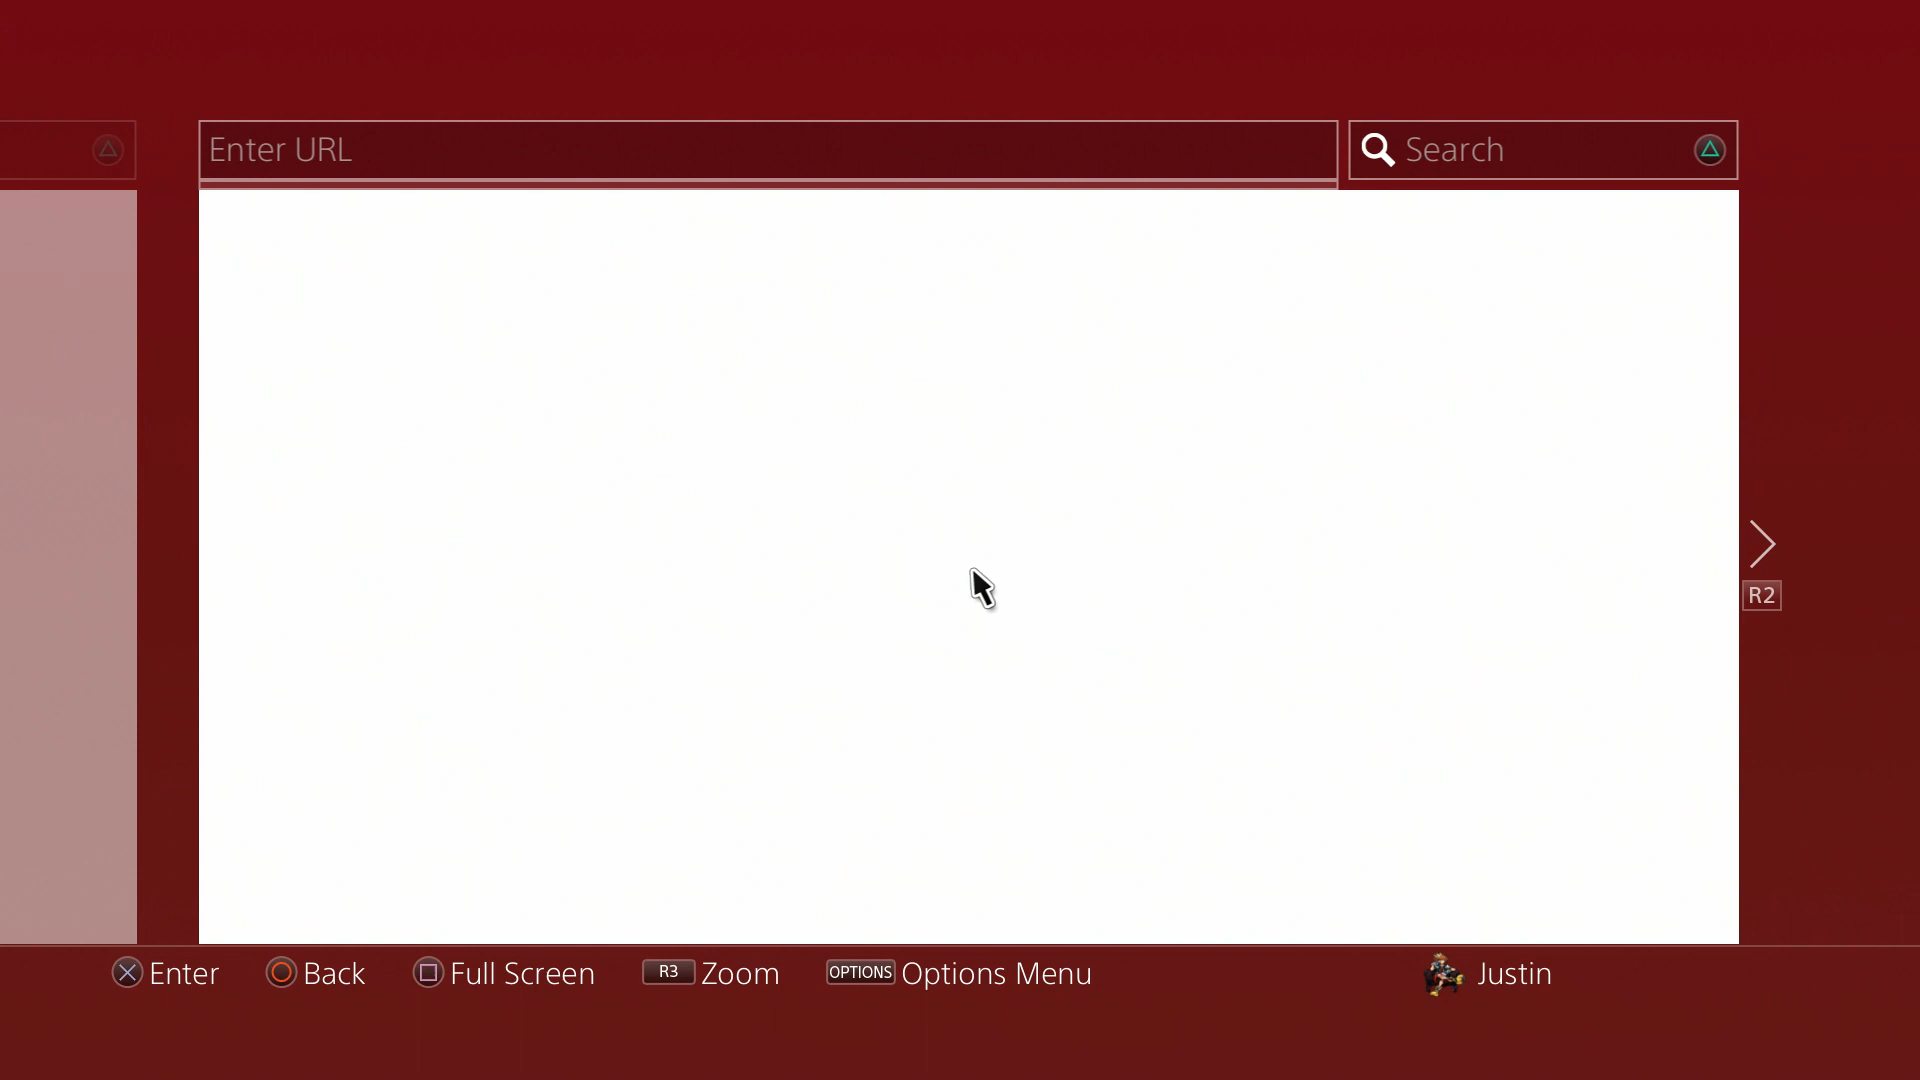 Enter URL
Search
R2
Enter
Back
Full Screen
R3 Zoom
OPTIONS Options Menu
Justin